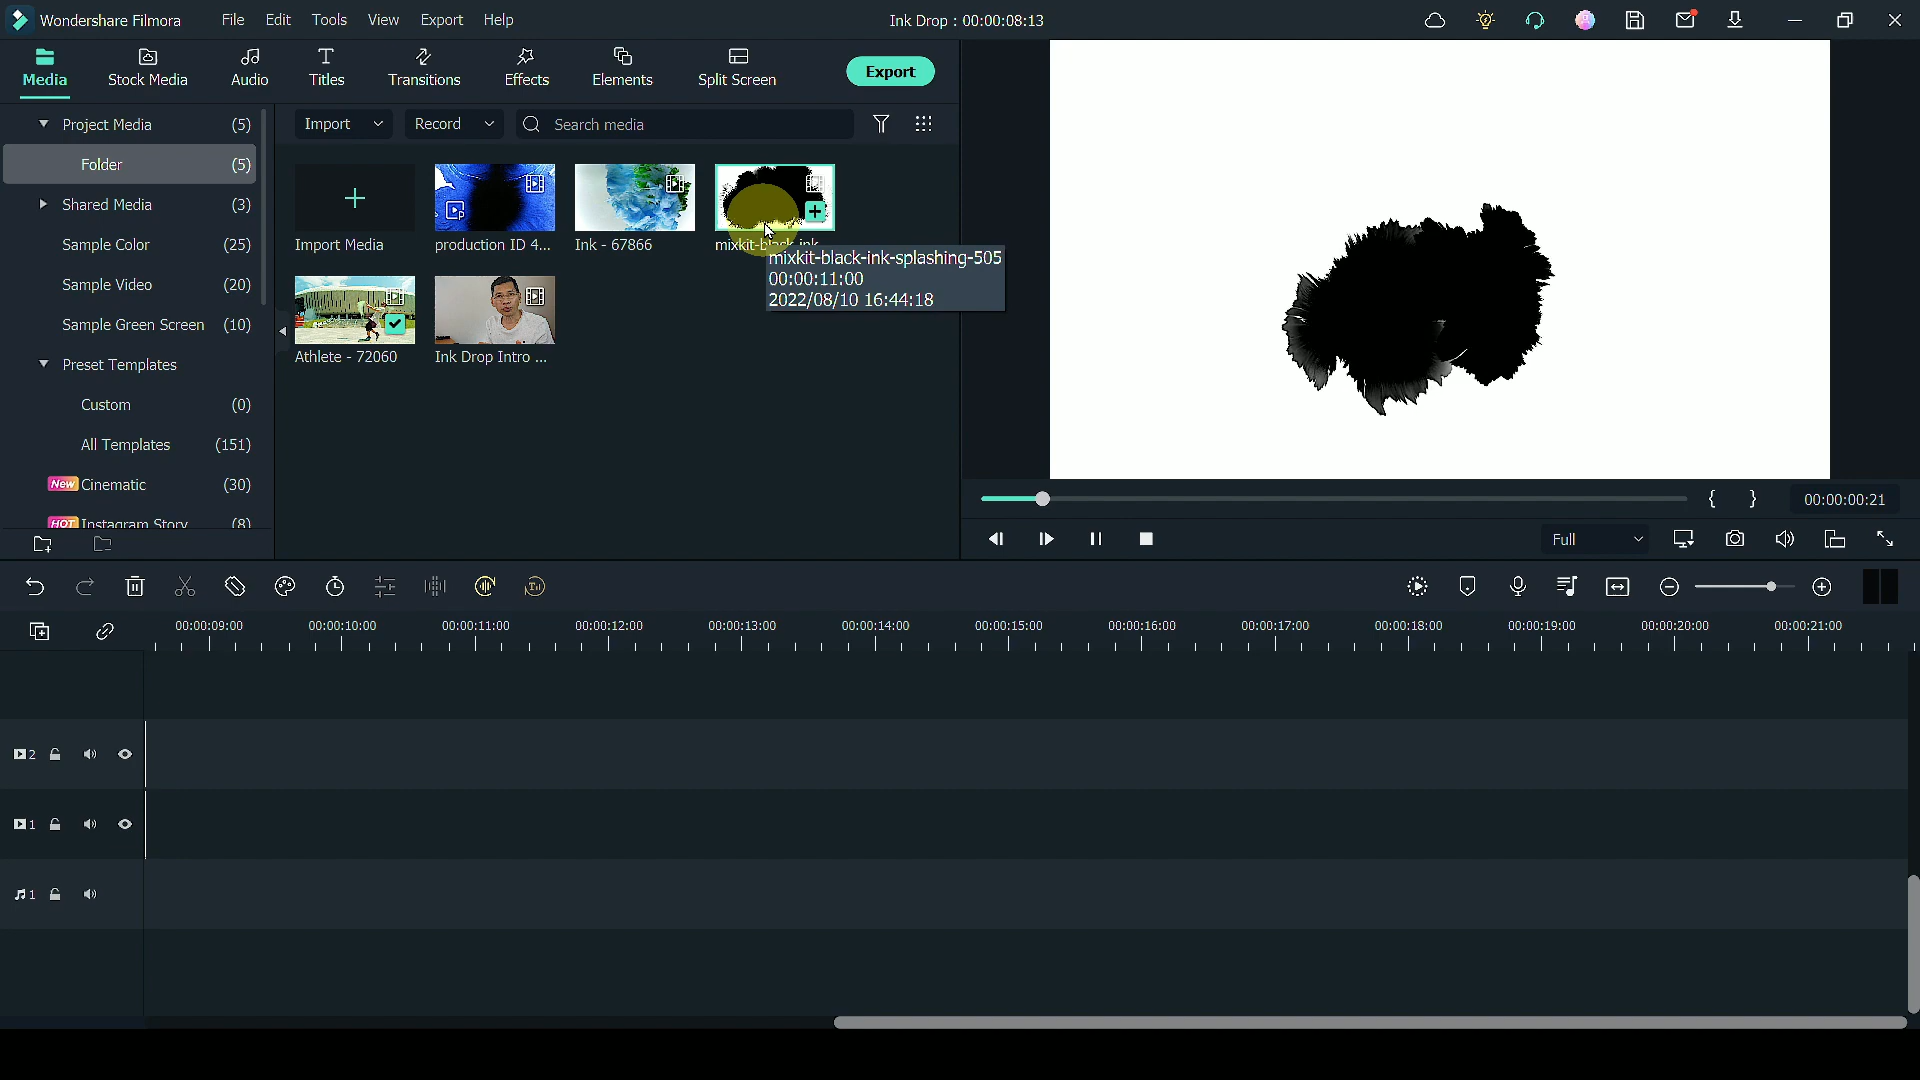 Wondershare Filmora File Edit Tools View Export Help Ink Drop : 00:00:08:13
Media Stock Media Audio Titles Transitions Effects Elements Split Screen Export
Project Media (5)
Folder (5)
Shared Media (3)
Sample Color (25)
Sample Video (20)
Sample Green Screen (10)
Preset Templates
Custom (0)
All Templates (151)
New Cinematic (30)
HOT Instagram Story (8)
Import Record Search media
Import Media production ID 4... Ink - 67866 mixkit-black-ink
mixkit-black-ink-splashing-505
00:00:11:00
2022/08/10 16:44:18
Athlete - 72060 Ink Drop Intro ...
{ } 00:00:00:21
Full
00:00:09:00 00:00:10:00 00:00:11:00 00:00:12:00 00:00:13:00 00:00:14:00 00:00:15:00 00:00:16:00 00:00:17:00 00:00:18:00 00:00:19:00 00:00:20:00 00:00:21:00
2
1
1